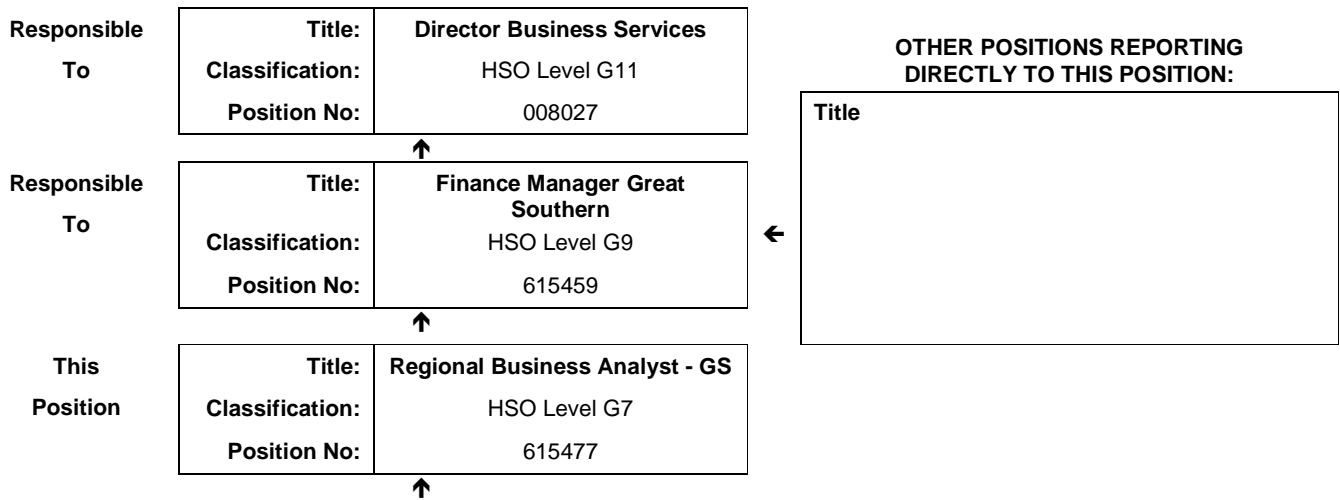 Responsible
To
Title: Director Business Services
Classification: HSO Level G11
Position No: 008027
OTHER POSITIONS REPORTING
DIRECTLY TO THIS POSITION:
Title
Responsible
To
Title: Finance Manager Great
Southern
Classification: HSO Level G9
Position No: 615459
This
Position
Title: Regional Business Analyst - GS
Classification: HSO Level G7
Position No: 615477